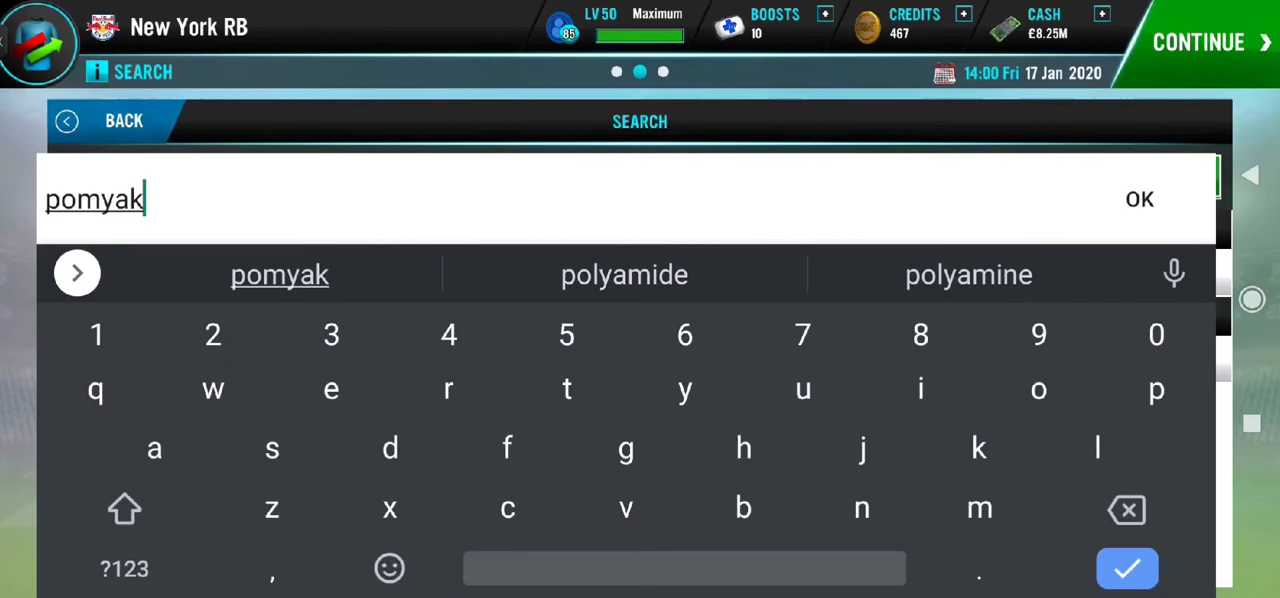 New York RB
LV 50 Maximum
85
BOOSTS
10
CREDITS
467
CASH
£8.25M
CONTINUE
i SEARCH
14:00 Fri 17 Jan 2020
BACK
SEARCH
pomyak
OK
pomyak polyamide polyamine
1 2 3 4 5 6 7 8 9 0
q w e r t y u i o p
a s d f g h j k l
z x c v b n m
?123 , .